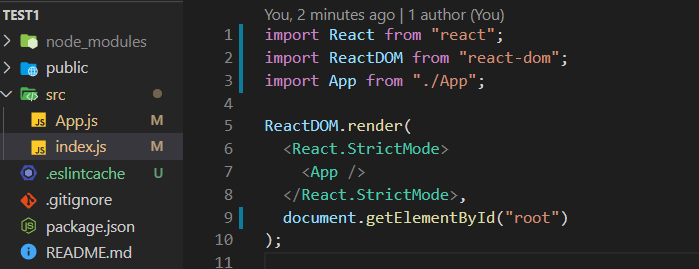 TEST1
node_modules
public
src
JS App.js M
JS index.js M
.eslintcache U
.gitignore
package.json
README.md
You, 2 minutes ago | 1 author (You)
1 import React from "react";
2 import ReactDOM from "react-dom";
3 import App from "./App";
4
5 ReactDOM.render(
6 <React.StrictMode>
7 <App />
8 </React.StrictMode>,
9 document.getElementById("root")
10 );
11